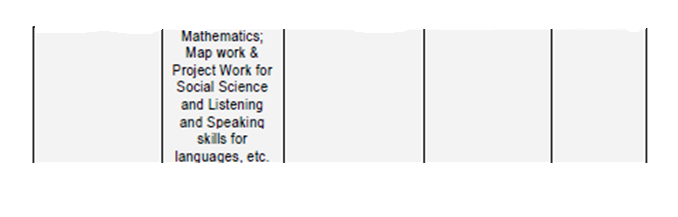 Mathematics;
Map work &
Project Work for
Social Science
and Listening
and Speaking
skills for
languages, etc.